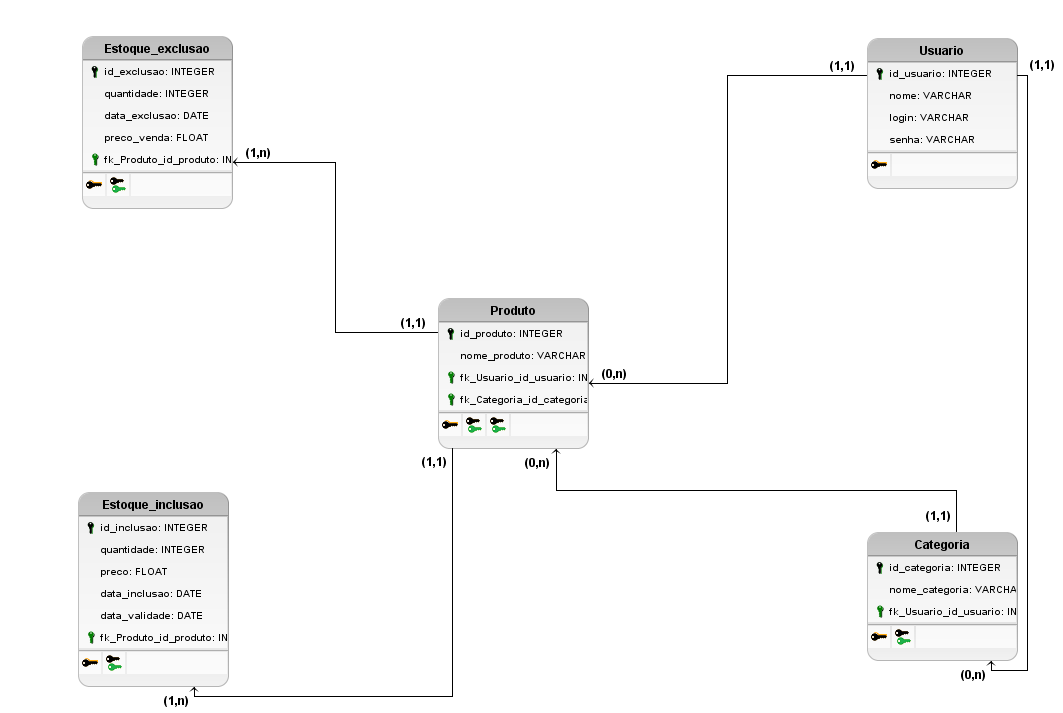 Estoque_exclusao
id_exclusao: INTEGER
quantidade: INTEGER
data_exclusao: DATE
preco_venda: FLOAT
fk_Produto_id_produto: IN
(1,n)
(1,1)
Usuario
id_usuario: INTEGER
nome: VARCHAR
login: VARCHAR
senha: VARCHAR
(1,1)
(1,1)
Produto
id_produto: INTEGER
nome_produto: VARCHAR
fk_Usuario_id_usuario: IN
fk_Categoria_id_categoria
(0,n)
(1,1)
(0,n)
Estoque_inclusao
id_inclusao: INTEGER
quantidade: INTEGER
preco: FLOAT
data_inclusao: DATE
data_validade: DATE
fk_Produto_id_produto: IN
(1,n)
(1,1)
Categoria
id_categoria: INTEGER
nome_categoria: VARCHA
fk_Usuario_id_usuario: IN
(0,n)